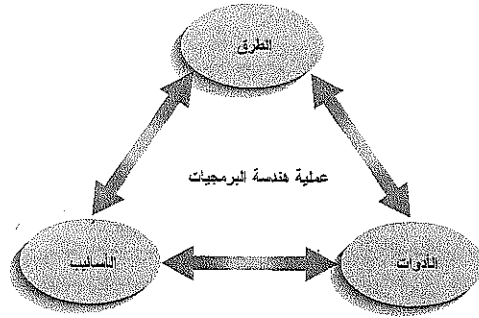 الطرق
عملية هندسة البرمجيات
الأساليب
الأدوات